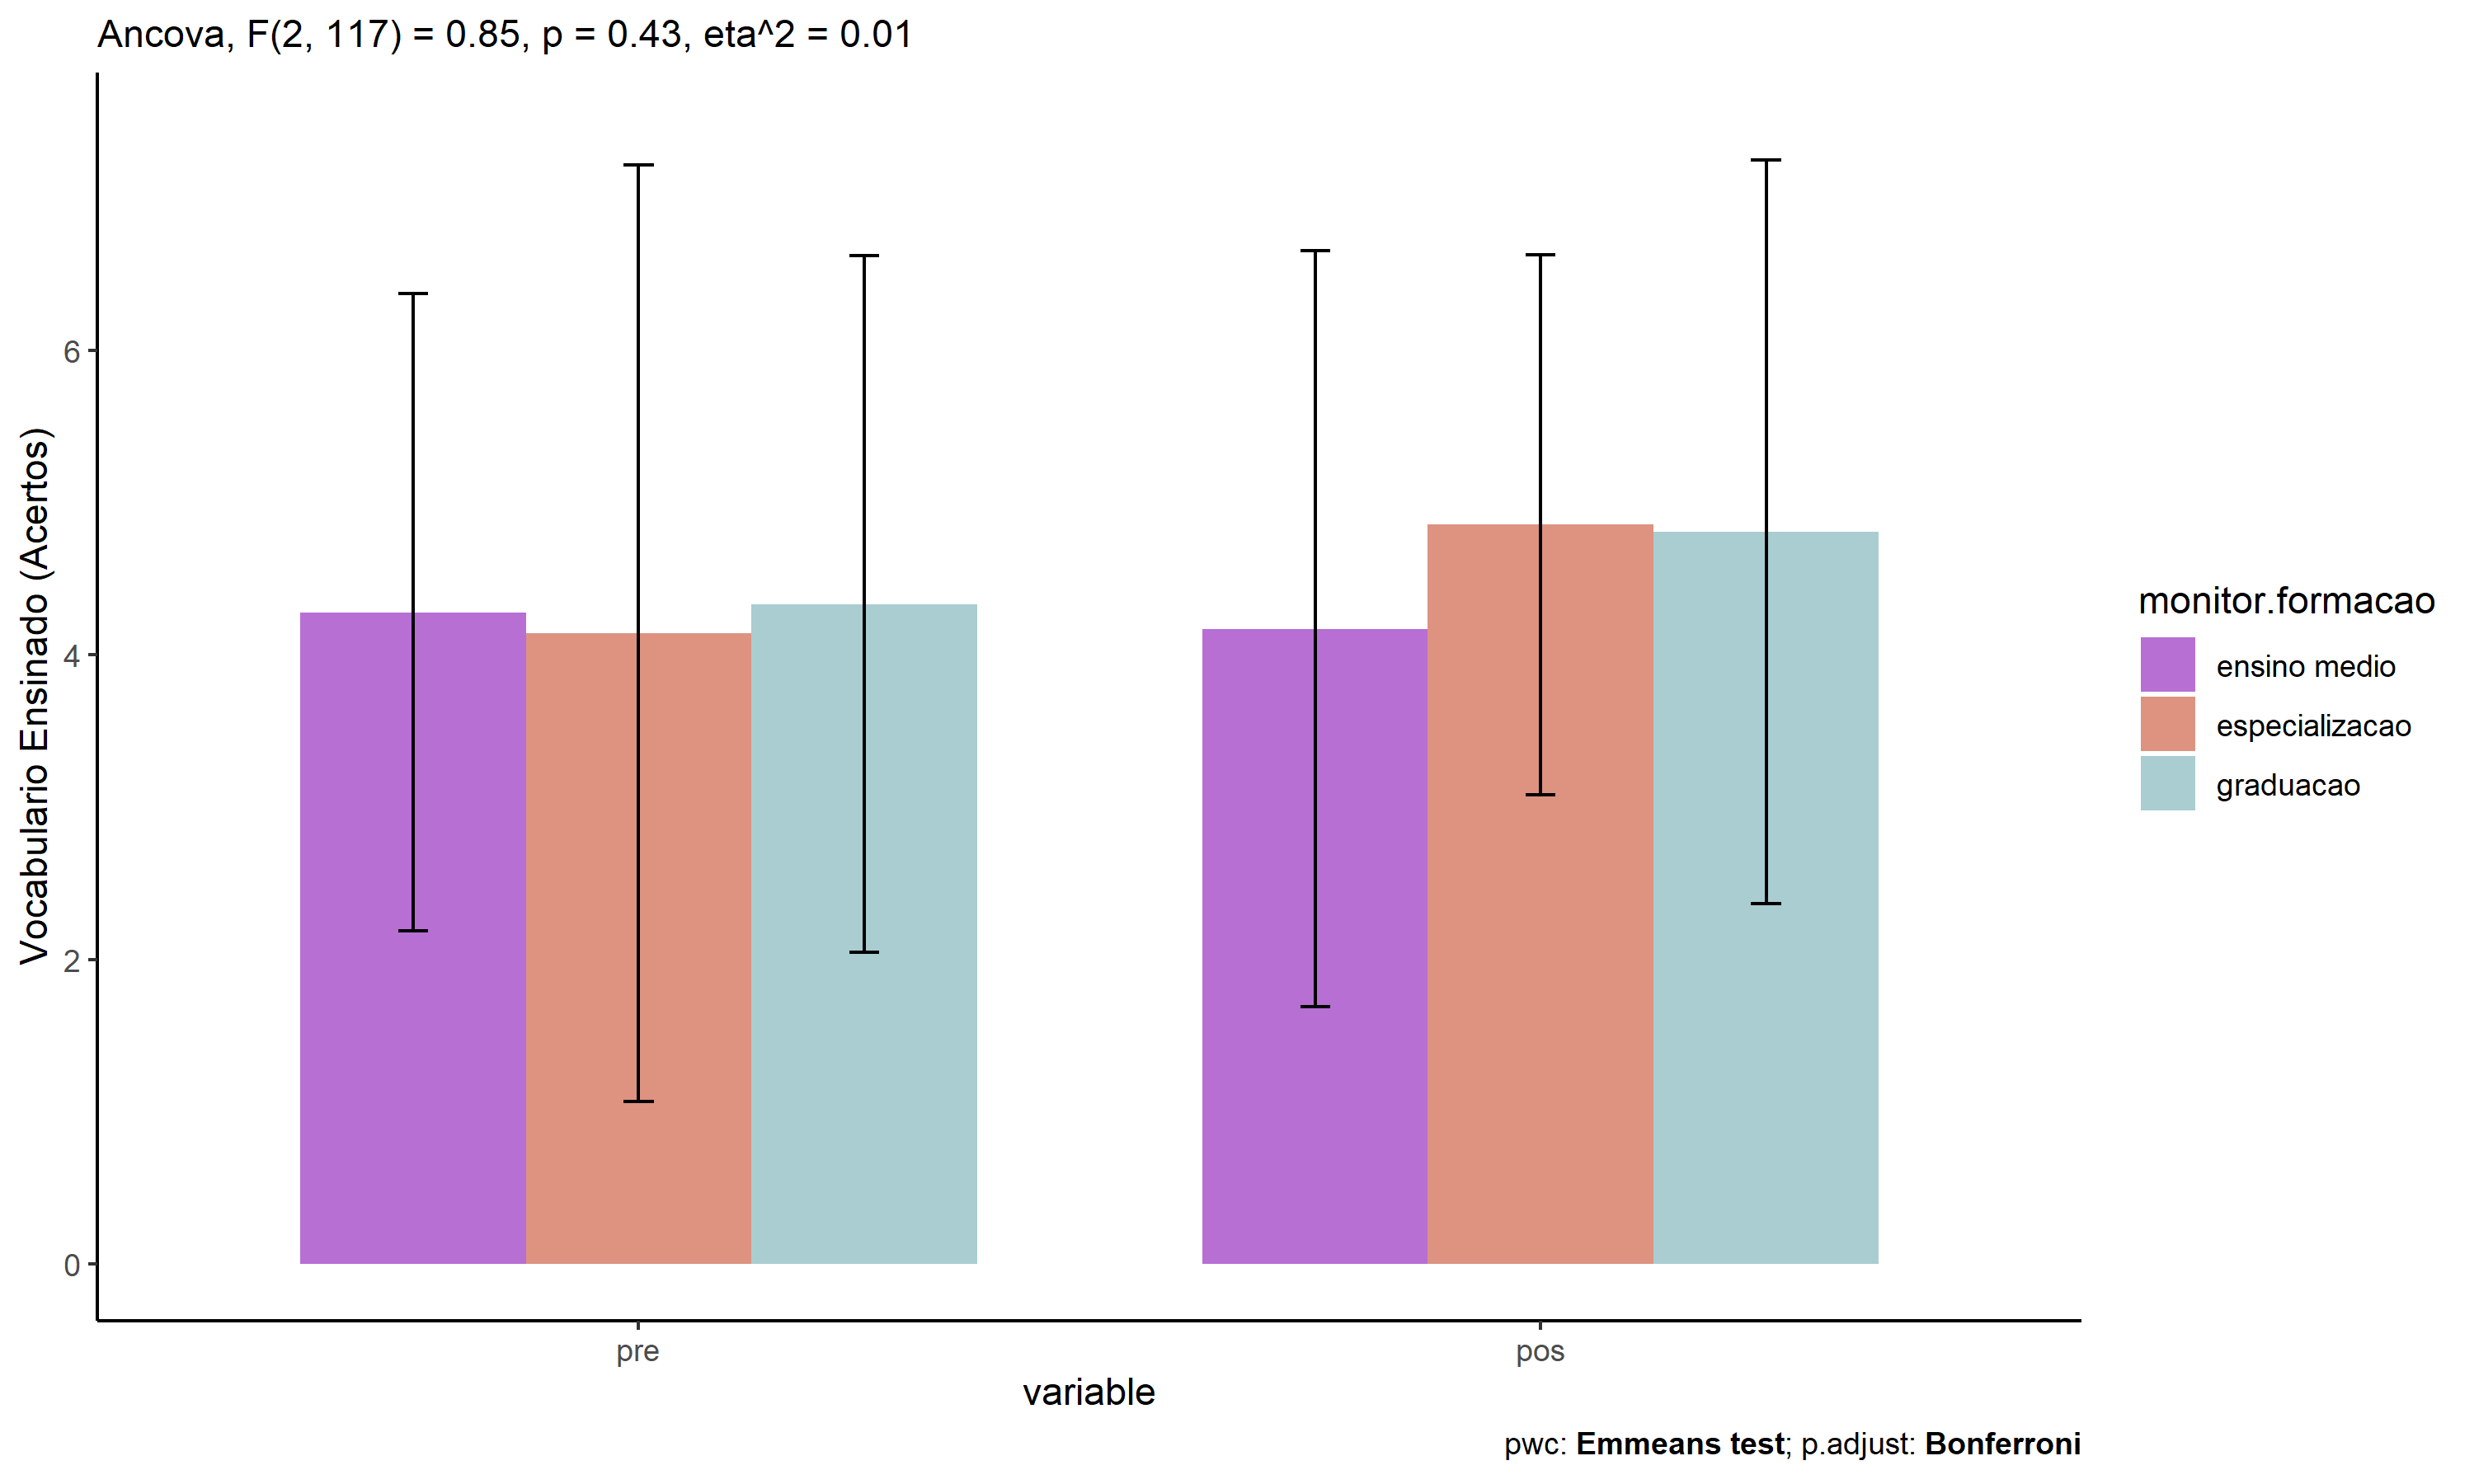 Ancova, F(2, 117) = 0.85, p = 0.43, eta^2 = 0.01
Vocabulario Ensinado (Acertos)
6
4
2
0
pre
pos
variable
monitor.formacao
ensino medio
especializacao
graduacao
pwc: Emmeans test; p.adjust: Bonferroni